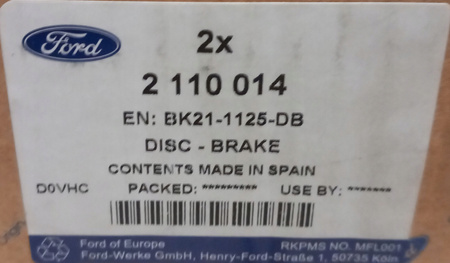 Ford
2x
2 110 014
EN: BK21-1125-DB
DISC - BRAKE
CONTENTS MADE IN SPAIN
D0VHC PACKED: ********* USE BY: *******
Ford of Europe RKPMS NO. MFL001
Ford-Werke GmbH, Henry-Ford-Straße 1, 50735 Köln